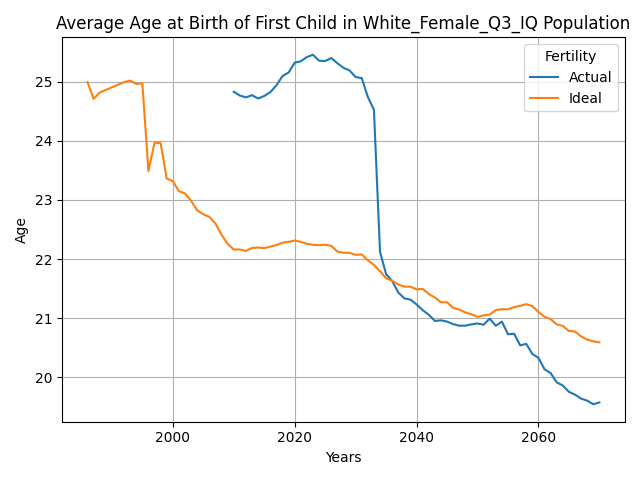 Average Age at Birth of First Child in White_Female_Q3_IQ Population
Fertility
Actual
Ideal
25
24
23
22
21
20
Age
2000 2020 2040 2060
Years